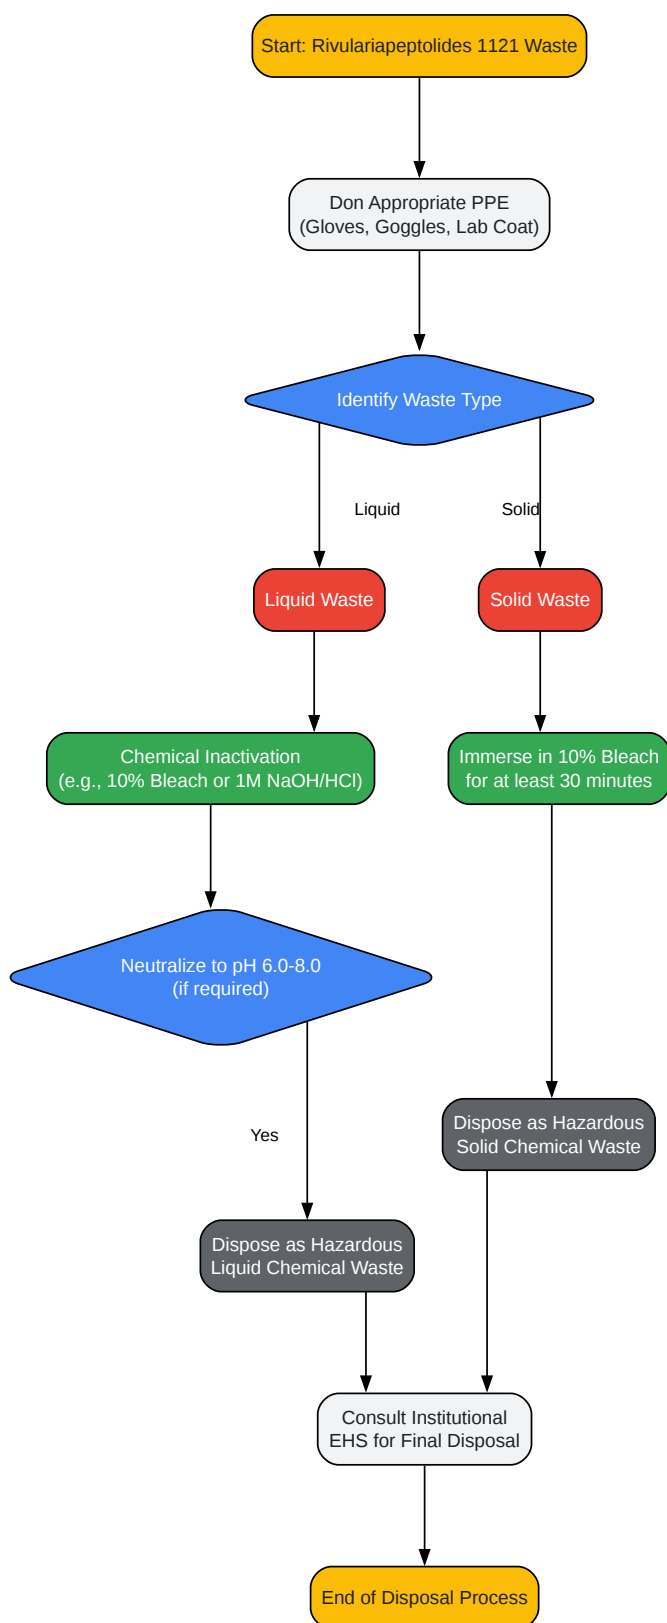 Start: Rivulariapeptolides 1121 Waste
Don Appropriate PPE
(Gloves, Goggles, Lab Coat)
Identify Waste Type
Liquid
Solid
Liquid Waste
Solid Waste
Chemical Inactivation
(e.g., 10% Bleach or 1M NaOH/HCl)
Immerse in 10% Bleach
for at least 30 minutes
Neutralize to pH 6.0-8.0
(if required)
Yes
Dispose as Hazardous
Solid Chemical Waste
Dispose as Hazardous
Liquid Chemical Waste
Consult Institutional
EHS for Final Disposal
End of Disposal Process